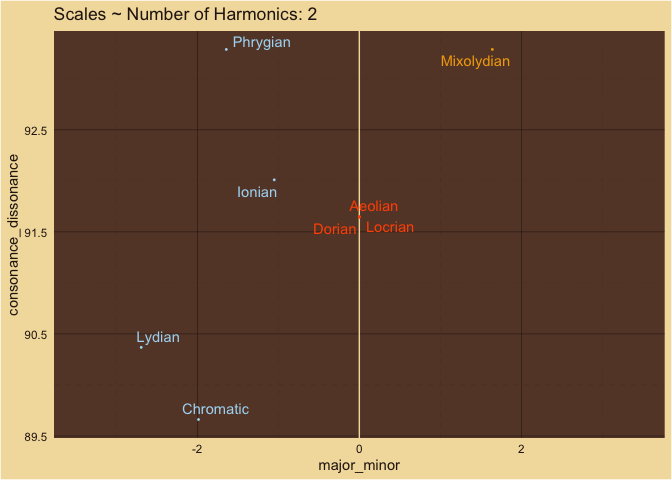 Scales ~ Number of Harmonics: 2
Phrygian
Mixolydian
92.5
Ionian
Aeolian
91.5
Dorian
Locrian
90.5
Lydian
Chromatic
89.5
-2
0
2
major_minor
consonance_dissonance